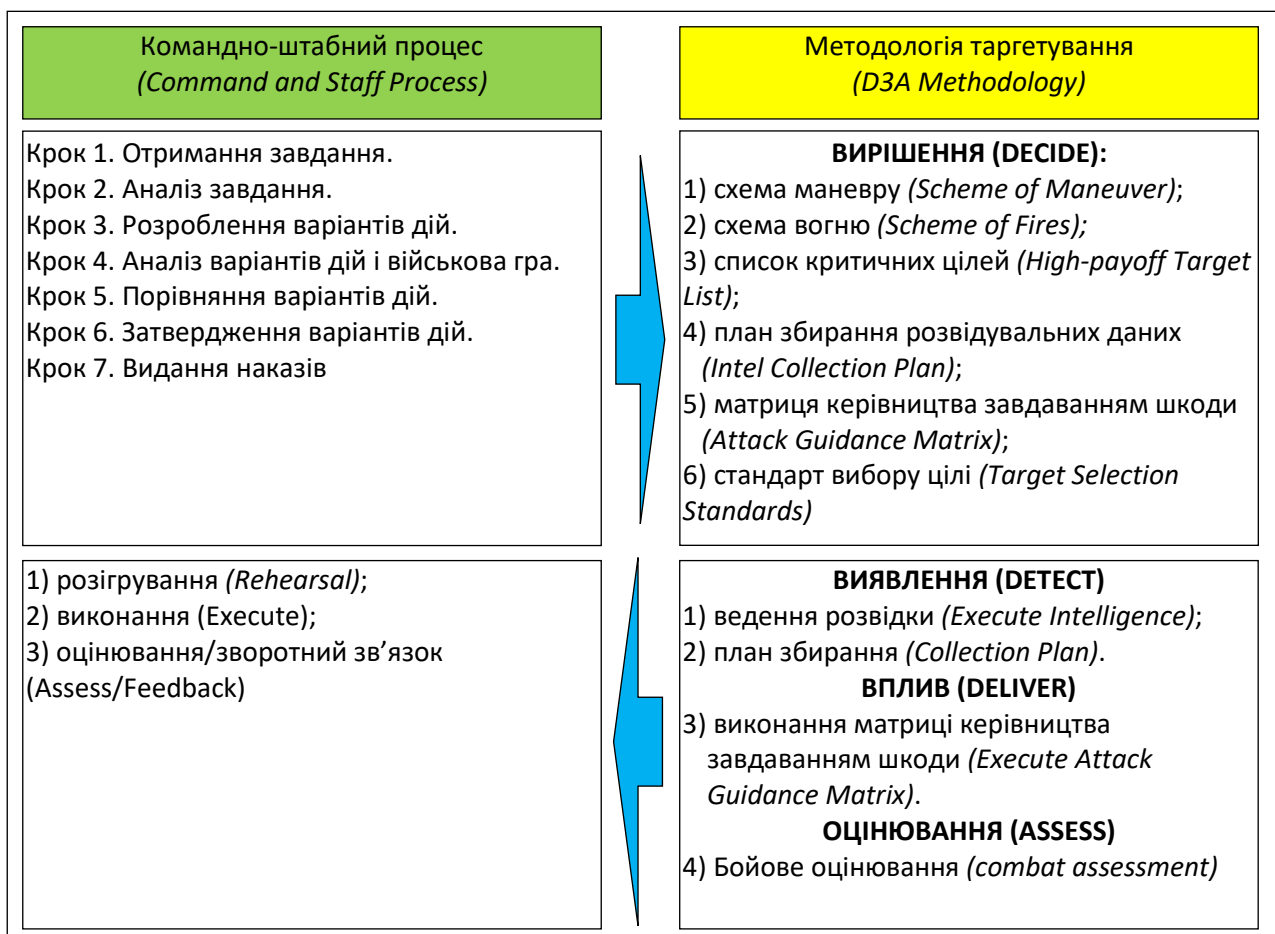 Командно-штабний процес
(Command and Staff Process)
Методологія таргетування
(D3A Methodology)
Крок 1. Отримання завдання.
Крок 2. Аналіз завдання.
Крок 3. Розроблення варіантів дій.
Крок 4. Аналіз варіантів дій і військова гра.
Крок 5. Порівняння варіантів дій.
Крок 6. Затвердження варіантів дій.
Крок 7. Видання наказів
ВИРІШЕННЯ (DECIDE):
1) схема маневру (Scheme of Maneuver);
2) схема вогню (Scheme of Fires);
3) список критичних цілей (High-payoff Target
List);
4) план збирання розвідувальних даних
(Intel Collection Plan);
5) матриця керівництва завдаванням шкоди
(Attack Guidance Matrix);
6) стандарт вибору цілі (Target Selection
Standards)
1) розігрування (Rehearsal);
2) виконання (Execute);
3) оцінювання/зворотний зв’язок
(Assess/Feedback)
ВИЯВЛЕННЯ (DETECT)
1) ведення розвідки (Execute Intelligence);
2) план збирання (Collection Plan).
ВПЛИВ (DELIVER)
3) виконання матриці керівництва
завдаванням шкоди (Execute Attack
Guidance Matrix).
ОЦІНЮВАННЯ (ASSESS)
4) Бойове оцінювання (combat assessment)